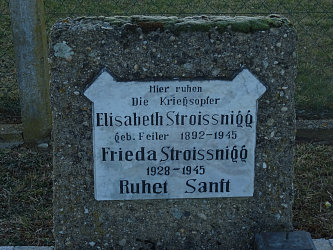 Hier ruhen
Die Kriegsopfer
Elisabeth Stroissnigg
geb. Feiler 1892-1945
Frieda Stroissnigg
1928-1945
Ruhet Sanft